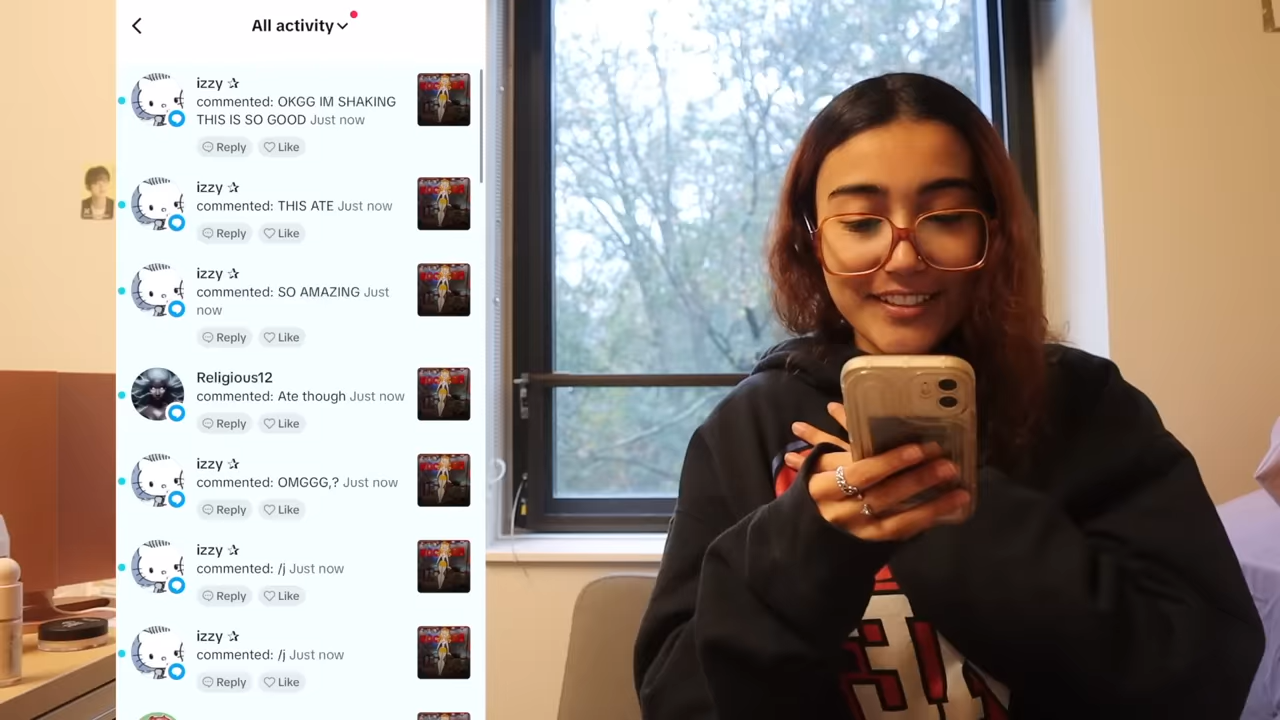 All activity
izzy ✰
commented: OKGG IM SHAKING
THIS IS SO GOOD Just now
Reply Like
izzy ✰
commented: THIS ATE Just now
Reply Like
izzy ✰
commented: SO AMAZING Just
now
Reply Like
Religious12
commented: Ate though Just now
Reply Like
izzy ✰
commented: OMGGG,? Just now
Reply Like
izzy ✰
commented: /j Just now
Reply Like
izzy ✰
commented: /j Just now
Reply Like